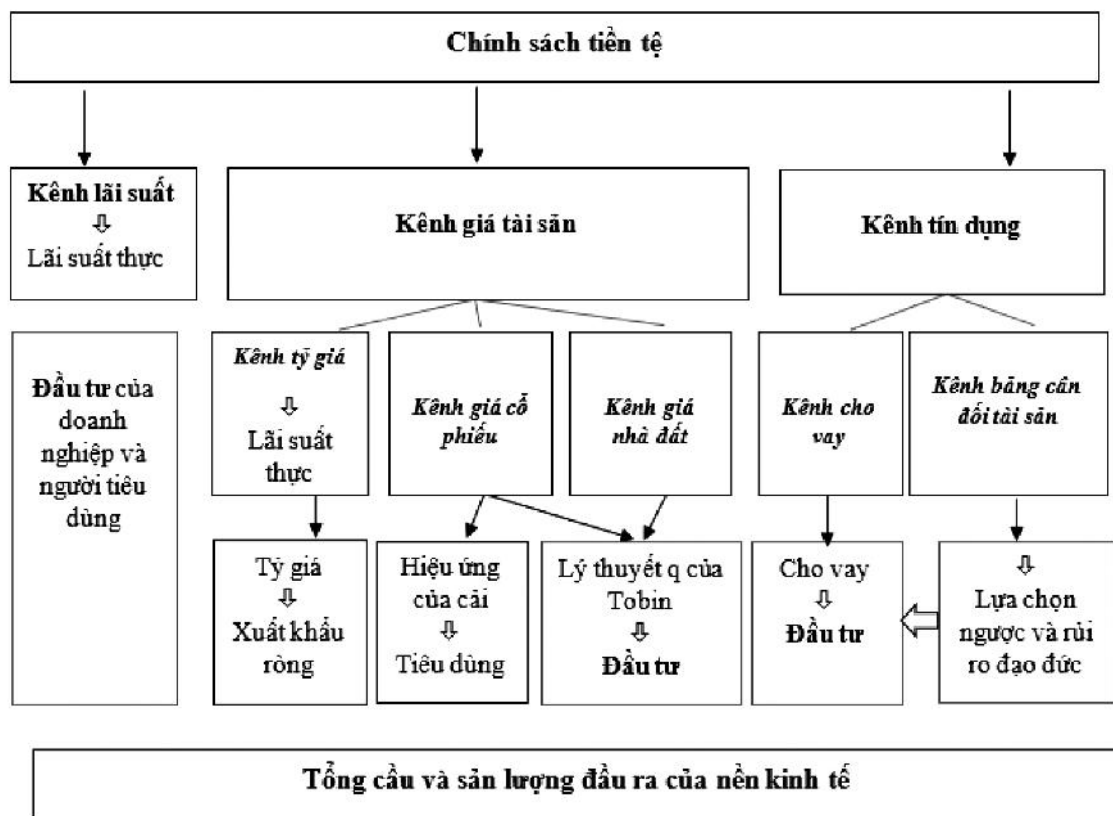 Chính sách tiền tệ
Kênh lãi suất
⇩
Lãi suất thực
Kênh giá tài sản
Kênh tín dụng
Đầu tư của
doanh
nghiệp và
người tiêu
dùng
Kênh tỷ giá
⇩
Lãi suất
thực
Kênh giá cổ
phiếu
Kênh giá
nhà đất
Kênh cho
vay
Kênh bảng cân
đối tài sản
Tỷ giá
⇩
Xuất khẩu
ròng
Hiệu ứng
của cải
⇩
Tiêu dùng
Lý thuyết q của
Tobin
⇩
Đầu tư
Cho vay
⇩
Đầu tư
⇩
Lựa chọn
ngược và rủi
ro đạo đức
Tổng cầu và sản lượng đầu ra của nền kinh tế